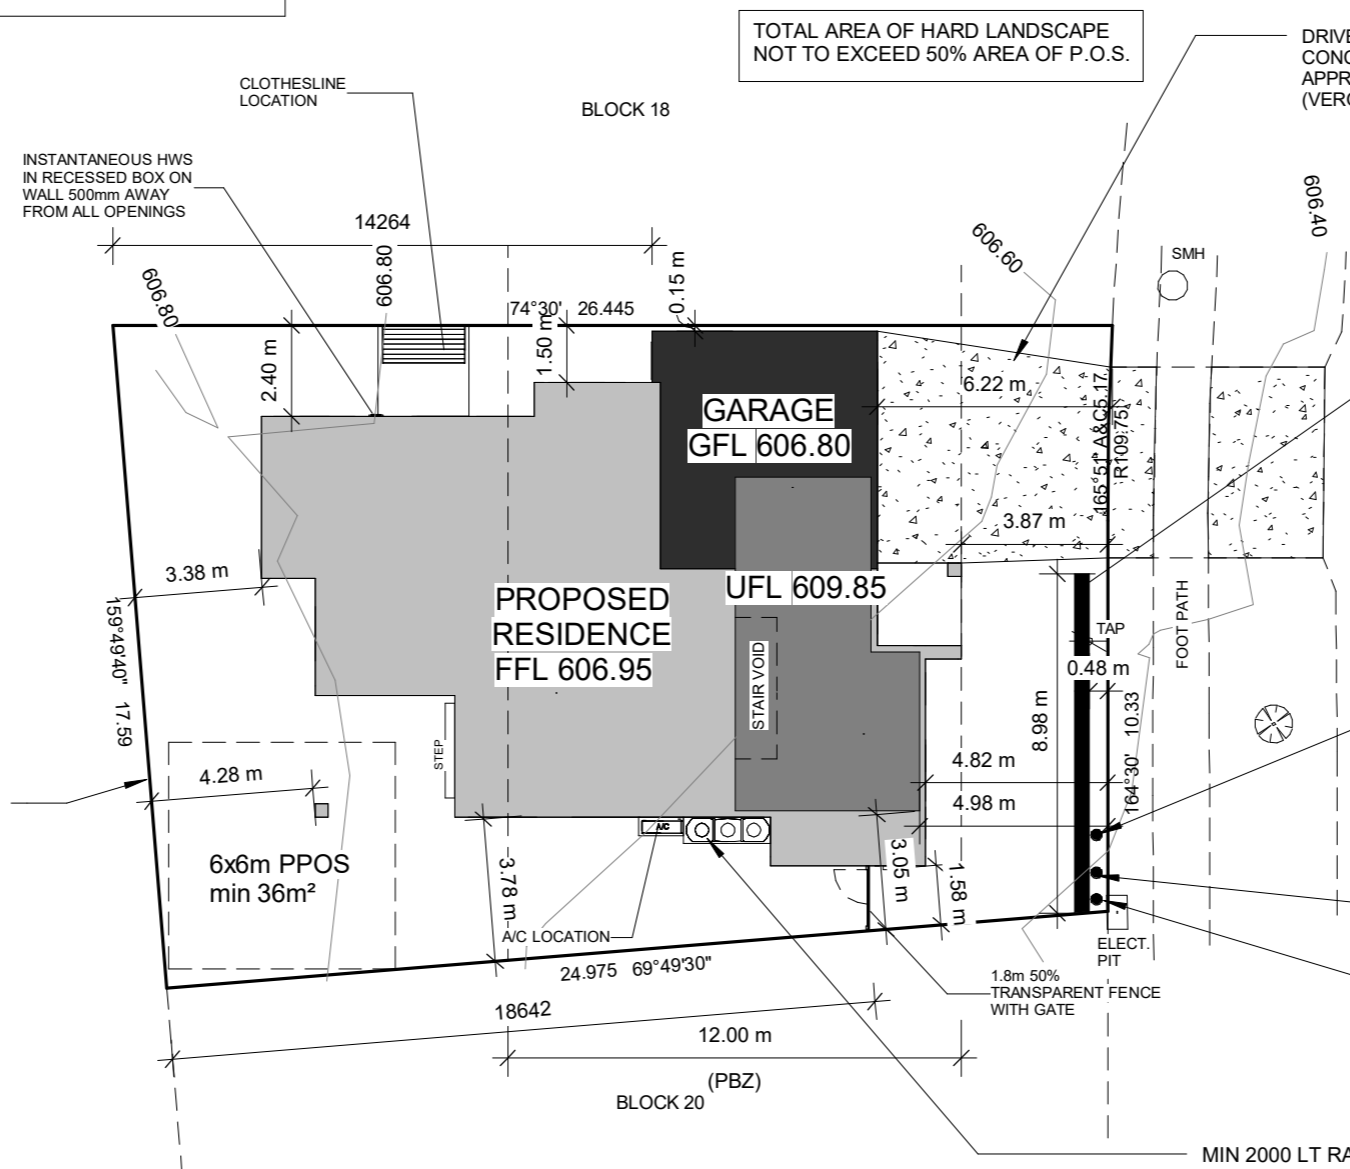 TOTAL AREA OF HARD LANDSCAPE
NOT TO EXCEED 50% AREA OF P.O.S.
DRIVE
CONC
APPR
(VERG
CLOTHESLINE
LOCATION
BLOCK 18
INSTANTANEOUS HWS
IN RECESSED BOX ON
WALL 500mm AWAY
FROM ALL OPENINGS
14264
606.80
606.80
0.15 m
606.60
SMH
606.40
74°30' 26.445
2.40 m
1.50 m
6.22 m
GARAGE
GFL 606.80
165°51' A&C5.17
R109.75
3.87 m
3.38 m
PROPOSED
RESIDENCE
FFL 606.95
UFL 609.85
STAIR VOID
159°49'40" 17.59
TAP
FOOT PATH
0.48 m
8.98 m
164°30' 10.33
STEP
4.28 m
4.82 m
4.98 m
A/C
6x6m PPOS
min 36m²
3.78 m
3.05 m
1.58 m
A/C LOCATION
24.975 69°49'30"
ELECT.
PIT
1.8m 50%
TRANSPARENT FENCE
WITH GATE
18642
12.00 m
(PBZ)
BLOCK 20
MIN 2000 LT RA